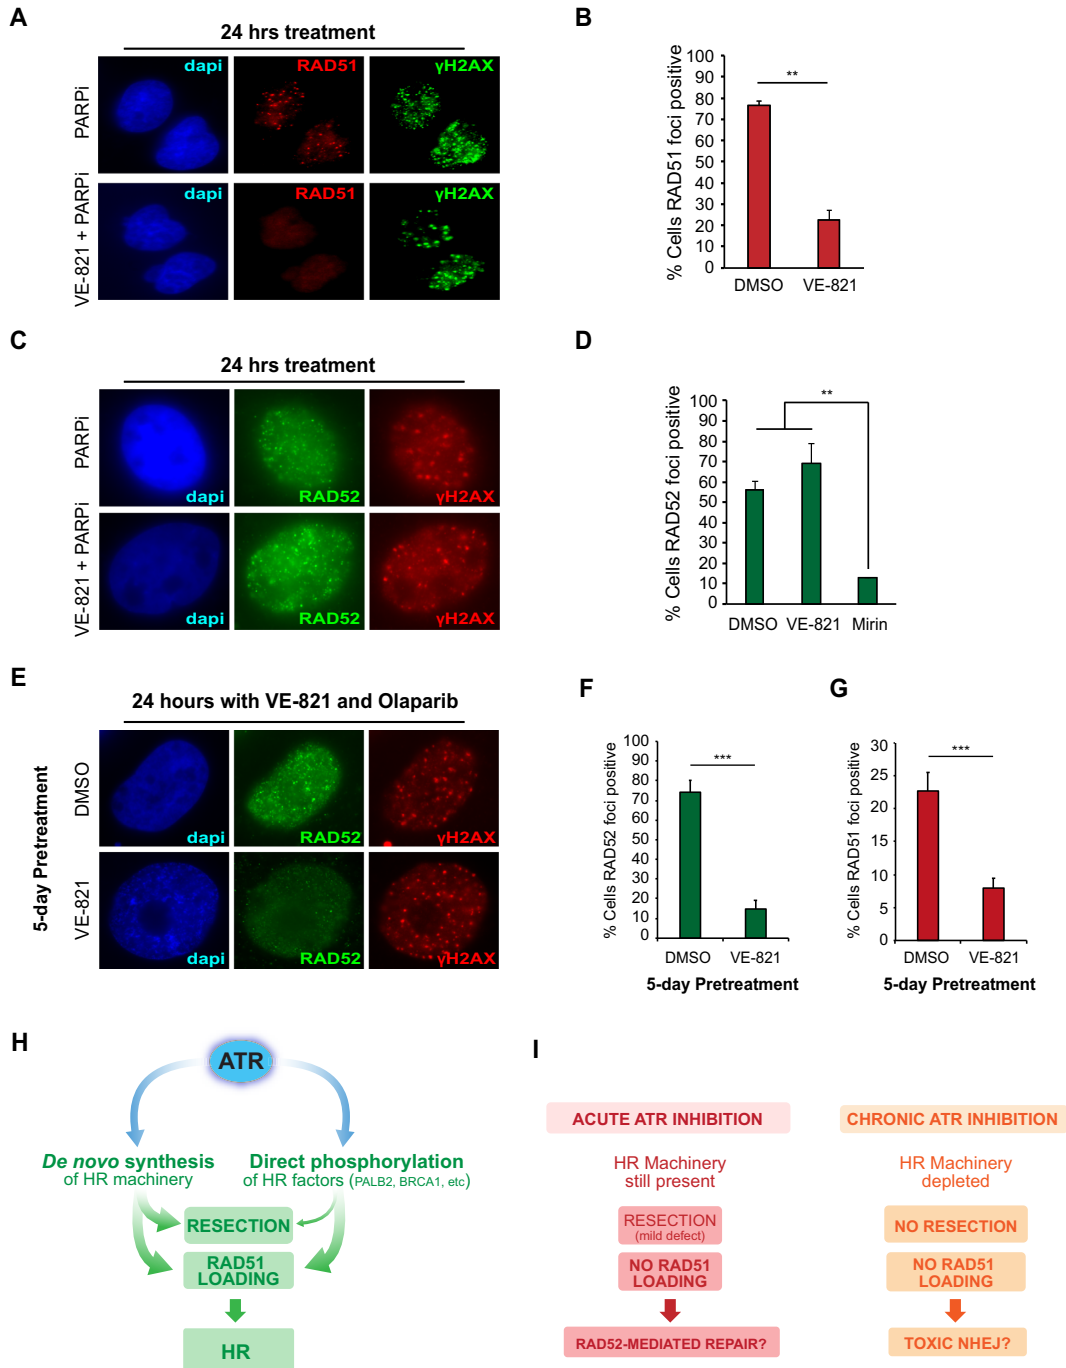 A
24 hrs treatment
dapi
RAD51
γH2AX
PARPi
dapi
RAD51
γH2AX
VE-821 + PARPi
B
% Cells RAD51 foci positive
100
90
80
70
60
50
40
30
20
10
0
**
DMSO
VE-821
C
24 hrs treatment
PARPi
dapi
RAD52
γH2AX
VE-821 + PARPi
dapi
RAD52
γH2AX
D
% Cells RAD52 foci positive
100
90
80
70
60
50
40
30
20
10
0
**
DMSO
VE-821
Mirin
E
24 hours with VE-821 and Olaparib
5-day Pretreatment
DMSO
dapi
RAD52
γH2AX
VE-821
dapi
RAD52
γH2AX
F
% Cells RAD52 foci positive
100
90
80
70
60
50
40
30
20
10
0
***
DMSO
VE-821
5-day Pretreatment
G
% Cells RAD51 foci positive
30
25
20
15
10
5
0
***
DMSO
VE-821
5-day Pretreatment
H
ATR
De novo synthesis
of HR machinery
Direct phosphorylation
of HR factors (PALB2, BRCA1, etc)
RESECTION
RAD51
LOADING
HR
I
ACUTE ATR INHIBITION
HR Machinery
still present
RESECTION
(mild defect)
NO RAD51
LOADING
RAD52-MEDIATED REPAIR?
CHRONIC ATR INHIBITION
HR Machinery
depleted
NO RESECTION
NO RAD51
LOADING
TOXIC NHEJ?